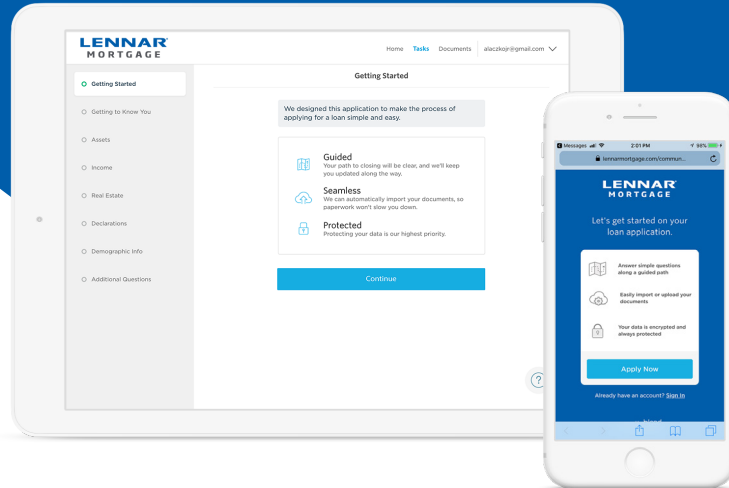 LENNAR
MORTGAGE
Home Tasks Documents alaczkojr@gmail.com
Getting Started
Getting to Know You
Assets
Income
Real Estate
Declarations
Demographic Info
Additional Questions
Getting Started
We designed this application to make the process of
applying for a loan simple and easy.
Guided
Your path to closing will be clear, and we'll keep
you updated along the way.
Seamless
We can automatically import your documents, so
paperwork won't slow you down.
Protected
Protecting your data is our highest priority.
Continue
?
Messages 2:01 PM 98%
lennarmortgage.com/commun...
LENNAR
MORTGAGE
Let's get started on your
loan application.
Answer simple questions
along a guided path
Easily import or upload your
documents
Your data is encrypted and
always protected
Apply Now
Already have an account? Sign In